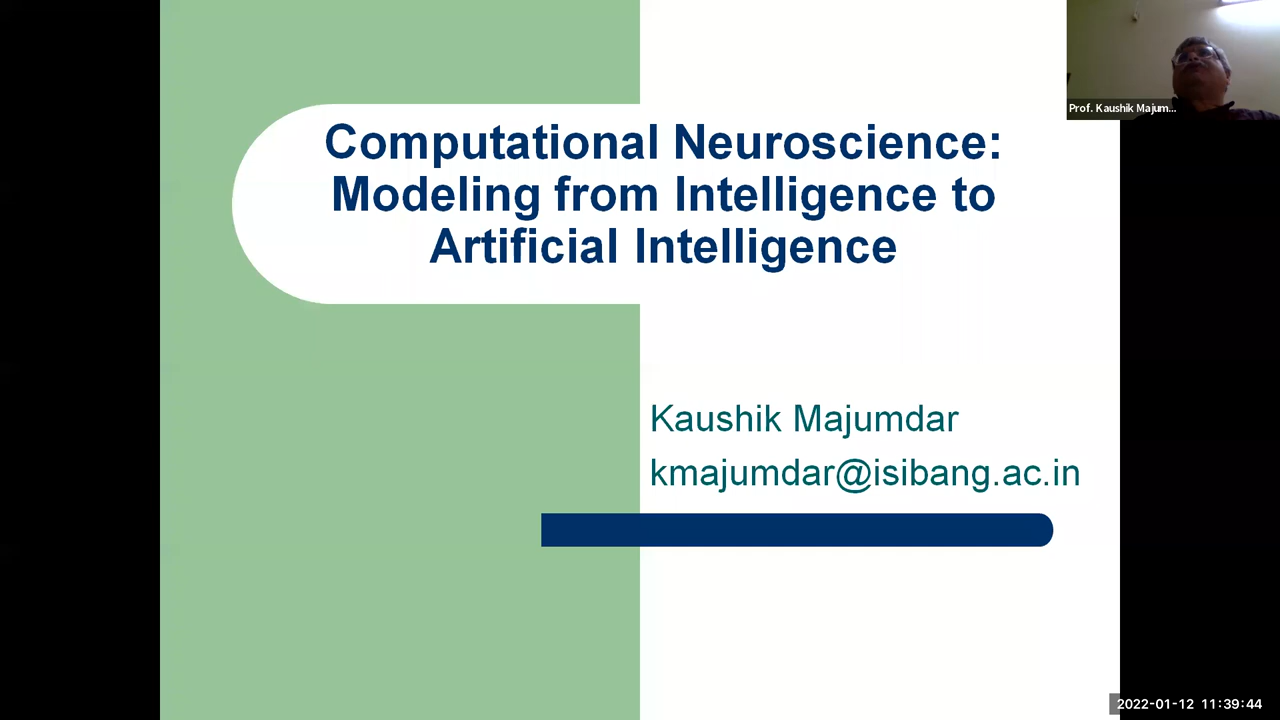 Computational Neuroscience:
Modeling from Intelligence to
Artificial Intelligence
Kaushik Majumdar
kmajumdar@isibang.ac.in
Prof. Kaushik Majum...
2022-01-12 11:39:44